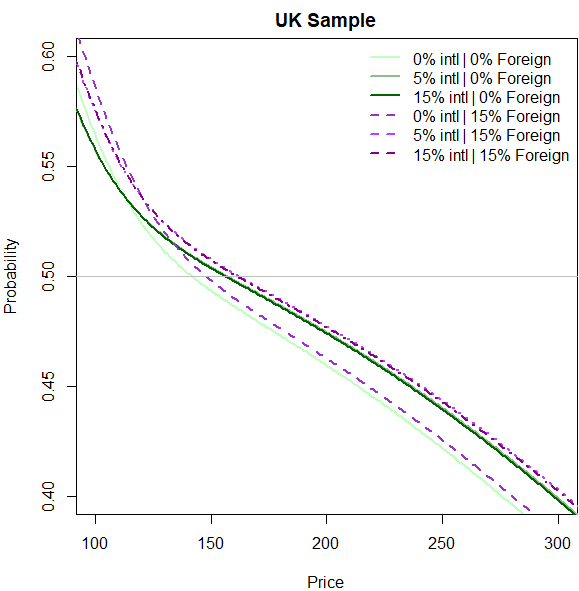 UK Sample
0% intl | 0% Foreign
5% intl | 0% Foreign
15% intl | 0% Foreign
0% intl | 15% Foreign
5% intl | 15% Foreign
15% intl | 15% Foreign
0.60
0.55
0.50
0.45
0.40
Probability
100 150 200 250 300
Price